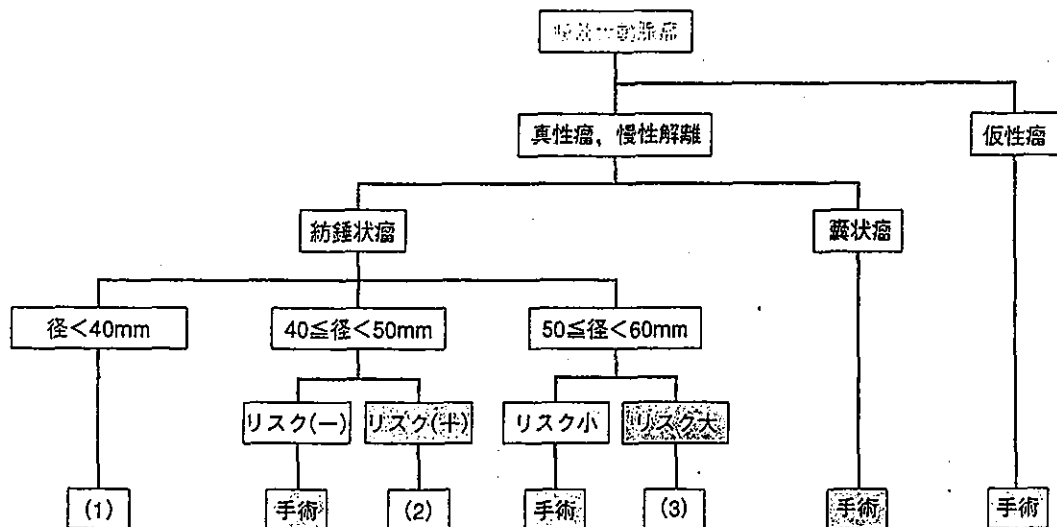 真性瘤，慢性解離
仮性瘤
紡錘状瘤
嚢状瘤
径＜40mm
40≦径＜50mm
50≦径＜60mm
リスク(－)
リスク(＋)
リスク小
リスク大
(1)
手術
(2)
手術
(3)
手術
手術